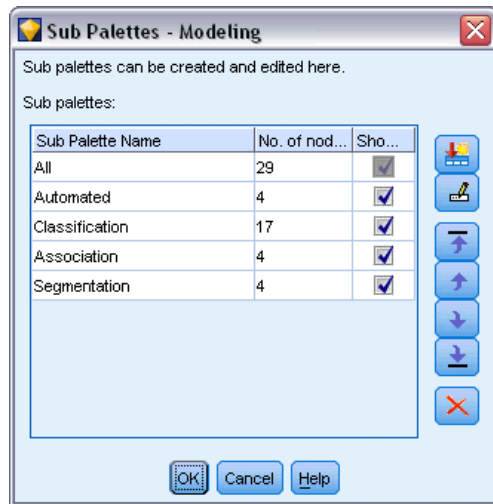 Sub Palettes - Modeling
Sub palettes can be created and edited here.
Sub palettes:
Sub Palette Name No. of nod... Sho...
All 29
Automated 4
Classification 17
Association 4
Segmentation 4
OK Cancel Help